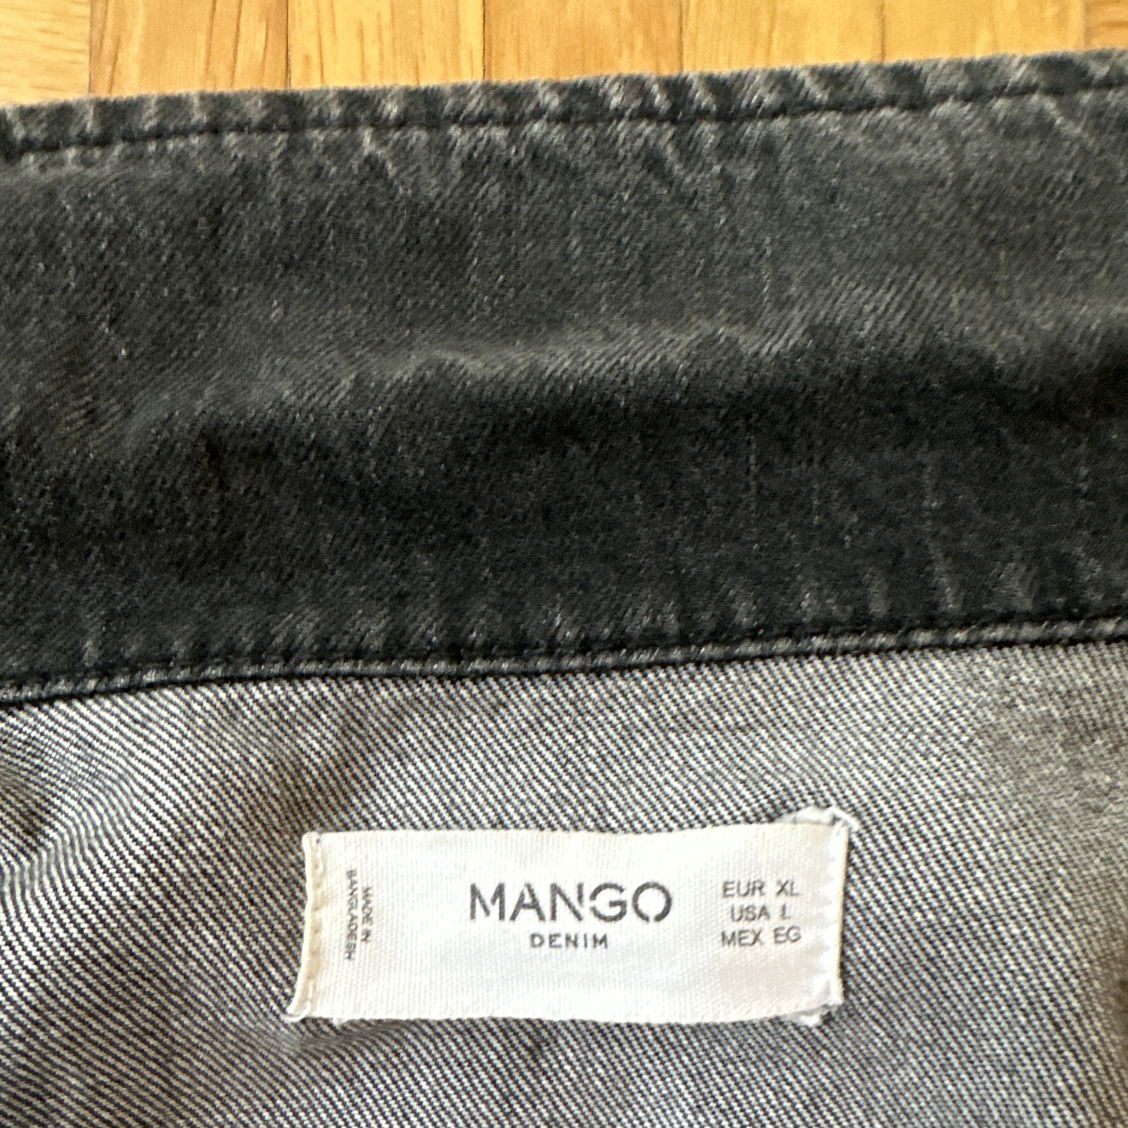 MADE IN
BANGLADESH
MANGO
DENIM
EUR XL
USA L
MEX EG